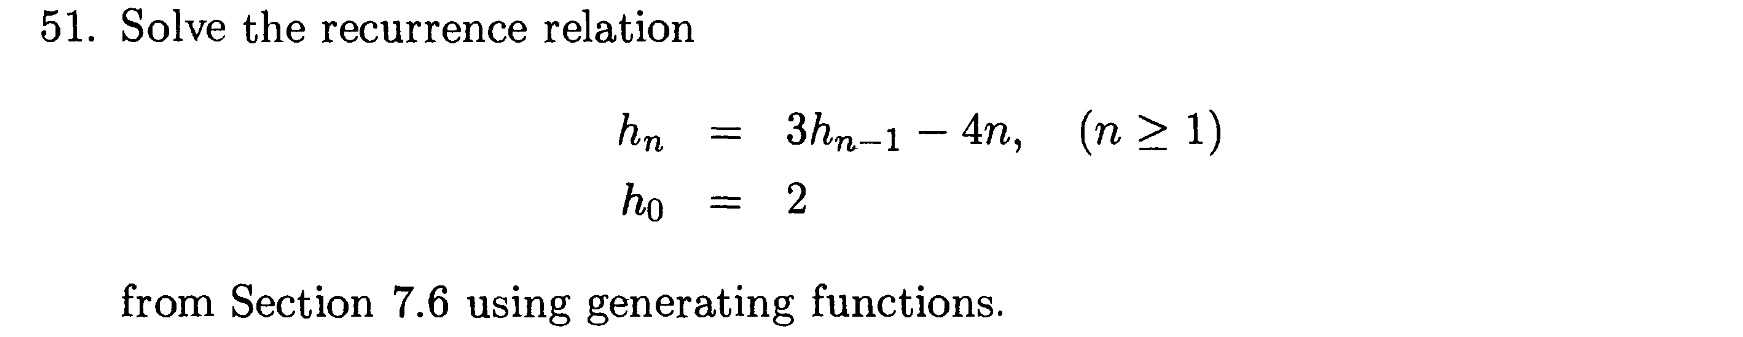 51. Solve the recurrence relation
hₙ = 3hₙ₋₁ − 4n, (n ≥ 1)
h₀ = 2
from Section 7.6 using generating functions.